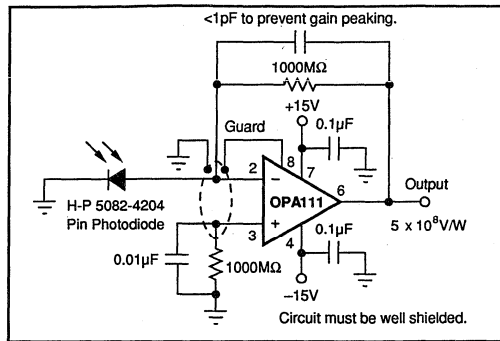 <1pF to prevent gain peaking.
1000MΩ
+15V
Guard
0.1µF
2
8
7
−
OPA111
6
Output
H-P 5082-4204
Pin Photodiode
+
3
4
5 x 10⁸V/W
0.1µF
0.01µF
1000MΩ
−15V
Circuit must be well shielded.